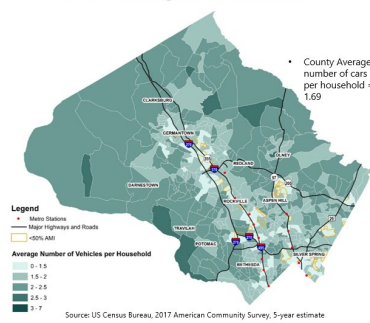 • County Average
number of cars
per household =
1.69
CLARKSBURG
GERMANTOWN
OLNEY
REDLAND
DARNESTOWN
ROCKVILLE
ASPEN HILL
TRAVILAH
POTOMAC
SILVER SPRING
BETHESDA
Legend
Metro Stations
Major Highways and Roads
<50% AMI
Average Number of Vehicles per Household
0 - 1.5
1.5 - 2
2 - 2.5
2.5 - 3
3 - 7
Source: US Census Bureau, 2017 American Community Survey, 5-year estimate